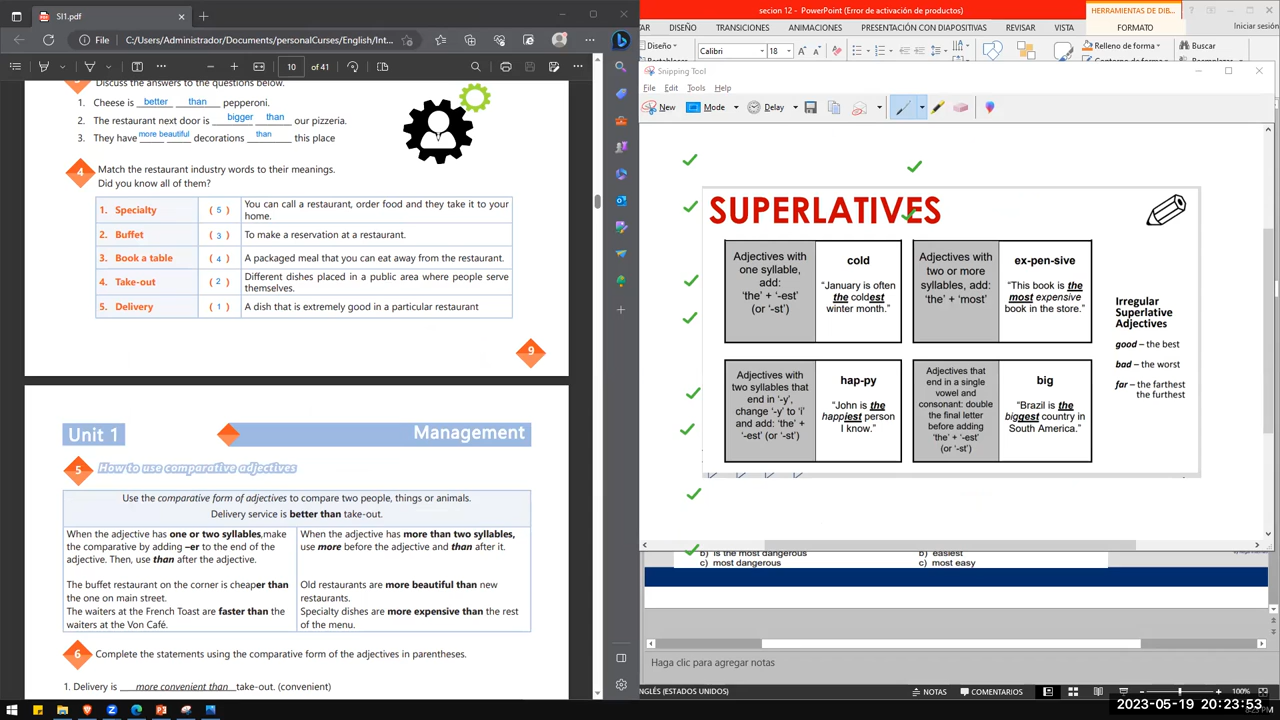 SI1.pdf
File
C:/Users/Administrador/Documents/personalCursos/English/Int...
10 of 41
Discuss the answers to the questions below.
1. Cheese is better than pepperoni.
2. The restaurant next door is bigger than our pizzeria.
3. They have more beautiful decorations than this place
4
Match the restaurant industry words to their meanings.
Did you know all of them?
1. Specialty ( 5 ) You can call a restaurant, order food and they take it to your
home.
2. Buffet ( 3 ) To make a reservation at a restaurant.
3. Book a table ( 4 ) A packaged meal that you can eat away from the restaurant.
4. Take-out ( 2 ) Different dishes placed in a public area where people serve
themselves.
5. Delivery ( 1 ) A dish that is extremely good in a particular restaurant
9
Unit 1 Management
5 How to use comparative adjectives
Use the comparative form of adjectives to compare two people, things or animals.
Delivery service is better than take-out.
When the adjective has one or two syllables,make
the comparative by adding –er to the end of the
adjective. Then, use than after the adjective.
The buffet restaurant on the corner is cheaper than
the one on main street.
The waiters at the French Toast are faster than the
waiters at the Von Café.
When the adjective has more than two syllables,
use more before the adjective and than after it.
Old restaurants are more beautiful than new
restaurants.
Specialty dishes are more expensive than the rest
of the menu.
6 Complete the statements using the comparative form of the adjectives in parentheses.
1. Delivery is more convenient than take-out. (convenient)
secion 12 - PowerPoint (Error de activación de productos)
HERRAMIENTAS DE DIB...
TAR DISEÑO TRANSICIONES ANIMACIONES PRESENTACIÓN CON DIAPOSITIVAS REVISAR VISTA FORMATO
Iniciar sesión
Diseño Calibri 18 Relleno de forma Buscar
Snipping Tool
File Edit Tools Help
New Mode Delay
SUPERLATIVES
Adjectives with
one syllable,
add:
‘the’ + ‘-est’
(or ‘-st’)
cold
“January is often
the coldest
winter month.”
Adjectives with
two or more
syllables, add:
‘the’ + ‘most’
ex-pen-sive
“This book is the
most expensive
book in the store.”
Adjectives with
two syllables that
end in ‘-y’,
change ‘-y’ to ‘i’
and add: ‘the’ +
‘-est’ (or ‘-st’)
hap-py
“John is the
happiest person
I know.”
Adjectives that
end in a single
vowel and
consonant: double
the final letter
before adding
‘the’ + ‘-est’
(or ‘-st’)
big
“Brazil is the
biggest country in
South America.”
Irregular
Superlative
Adjectives
good – the best
bad – the worst
far – the farthest
the furthest
b) is the most dangerous
c) most dangerous
b) easiest
c) most easy
Haga clic para agregar notas
NGLÉS (ESTADOS UNIDOS) NOTAS COMENTARIOS 100%
2023-05-19 20:23:53